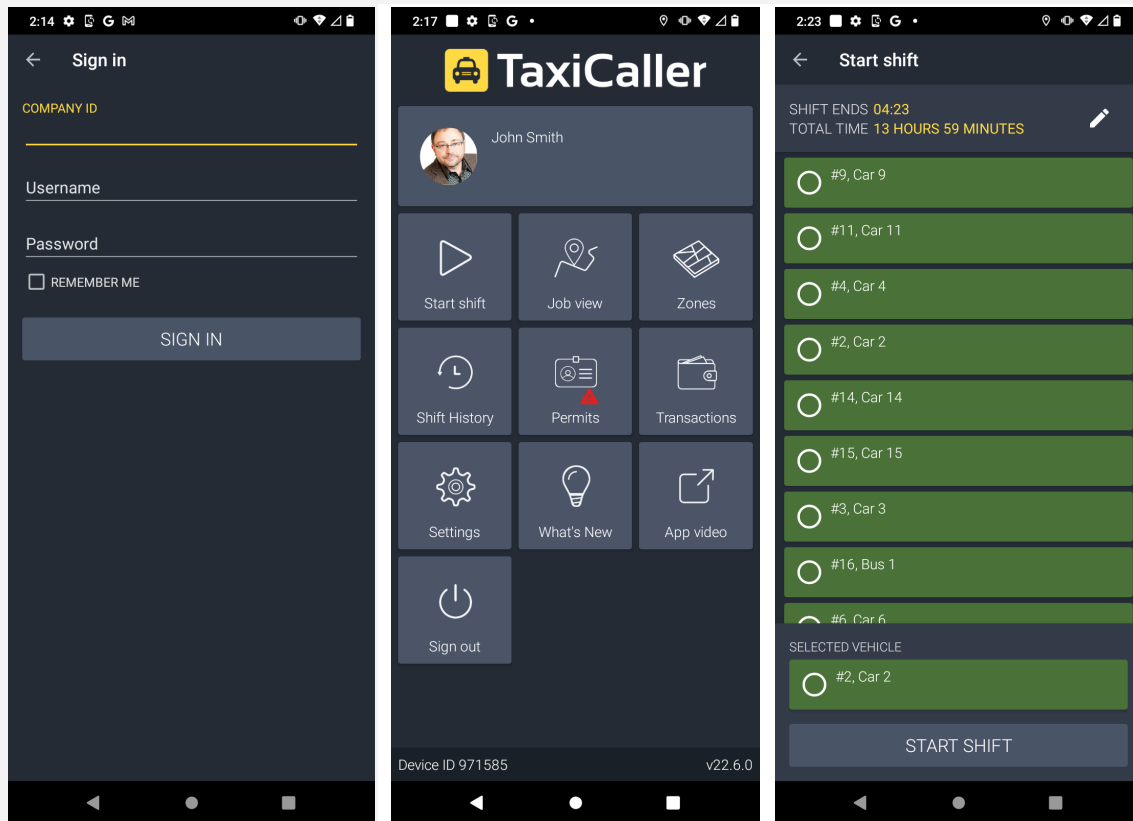 2:14
Sign in
COMPANY ID
Username
Password
REMEMBER ME
SIGN IN
2:17
TaxiCaller
John Smith
Start shift
Job view
Zones
Shift History
Permits
Transactions
Settings
What's New
App video
Sign out
Device ID 971585
v22.6.0
2:23
Start shift
SHIFT ENDS 04:23
TOTAL TIME 13 HOURS 59 MINUTES
#9, Car 9
#11, Car 11
#4, Car 4
#2, Car 2
#14, Car 14
#15, Car 15
#3, Car 3
#16, Bus 1
#6, Car 6
SELECTED VEHICLE
#2, Car 2
START SHIFT